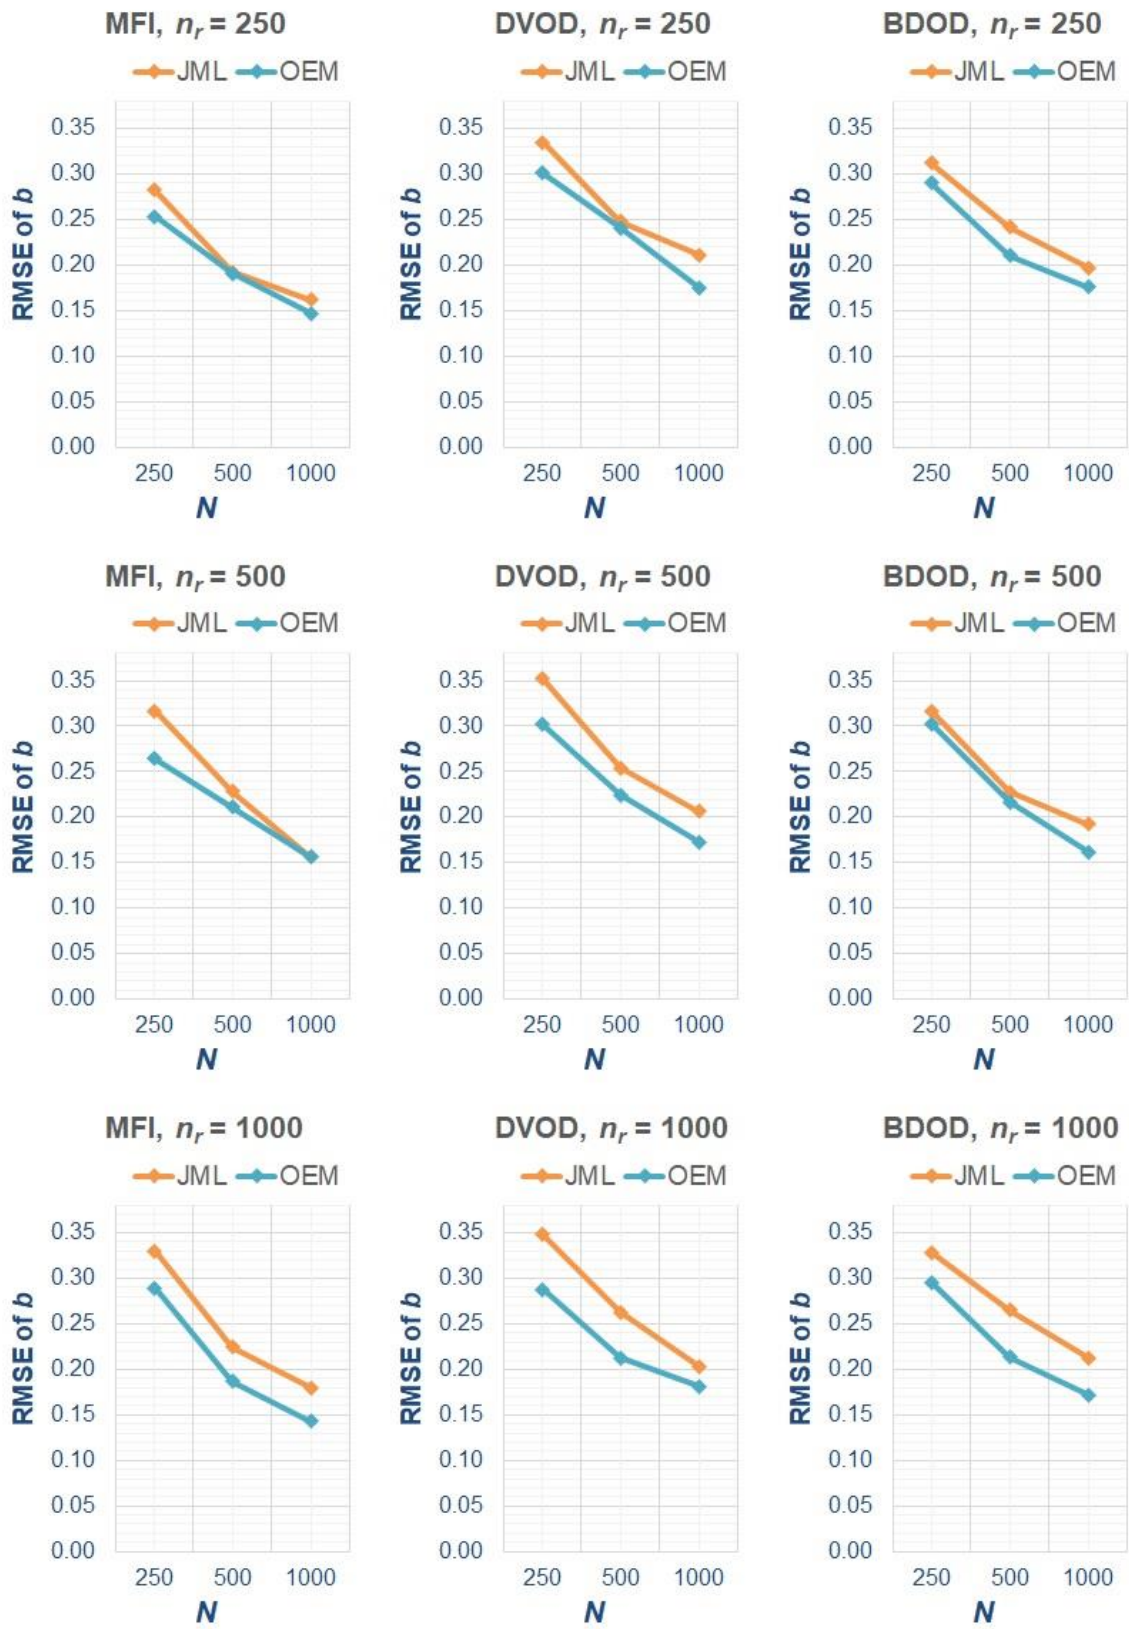 MFI, nr = 250
JML OEM
RMSE of b
0.35
0.30
0.25
0.20
0.15
0.10
0.05
0.00
250 500 1000
N
DVOD, nr = 250
JML OEM
RMSE of b
0.35
0.30
0.25
0.20
0.15
0.10
0.05
0.00
250 500 1000
N
BDOD, nr = 250
JML OEM
RMSE of b
0.35
0.30
0.25
0.20
0.15
0.10
0.05
0.00
250 500 1000
N
MFI, nr = 500
JML OEM
RMSE of b
0.35
0.30
0.25
0.20
0.15
0.10
0.05
0.00
250 500 1000
N
DVOD, nr = 500
JML OEM
RMSE of b
0.35
0.30
0.25
0.20
0.15
0.10
0.05
0.00
250 500 1000
N
BDOD, nr = 500
JML OEM
RMSE of b
0.35
0.30
0.25
0.20
0.15
0.10
0.05
0.00
250 500 1000
N
MFI, nr = 1000
JML OEM
RMSE of b
0.35
0.30
0.25
0.20
0.15
0.10
0.05
0.00
250 500 1000
N
DVOD, nr = 1000
JML OEM
RMSE of b
0.35
0.30
0.25
0.20
0.15
0.10
0.05
0.00
250 500 1000
N
BDOD, nr = 1000
JML OEM
RMSE of b
0.35
0.30
0.25
0.20
0.15
0.10
0.05
0.00
250 500 1000
N